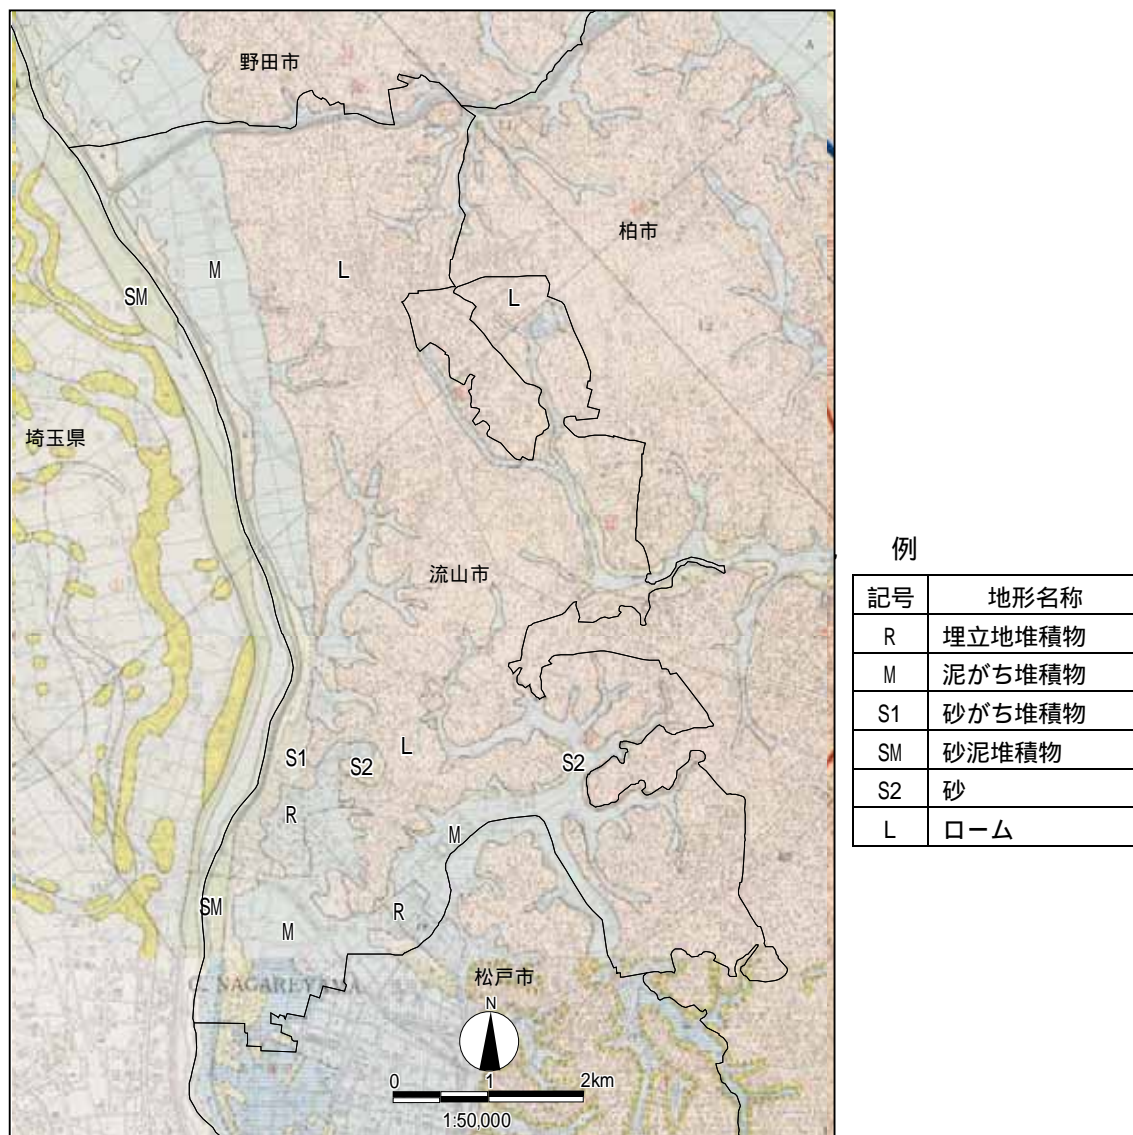 野田市
柏市
M
L
L
SM
埼玉県
流山市
S1
S2
L
S2
R
M
SM
R
M
松戸市
C. NAGAREYAMA
N
0 1 2km
1:50,000
例
記号 地形名称
R 埋立地堆積物
M 泥がち堆積物
S1 砂がち堆積物
SM 砂泥堆積物
S2 砂
L ローム